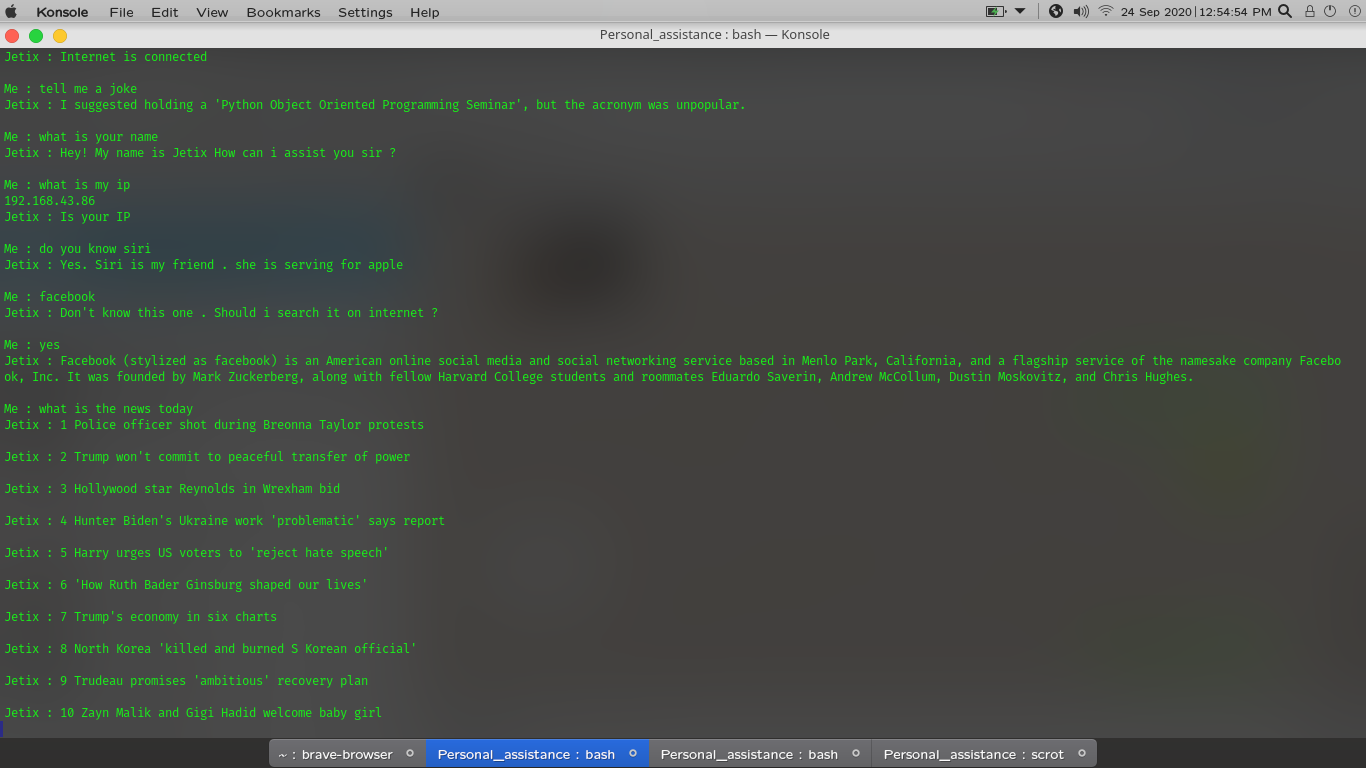 Konsole File Edit View Bookmarks Settings Help 24 Sep 2020|12:54:54 PM
Personal_assistance : bash — Konsole
Jetix : Internet is connected
Me : tell me a joke
Jetix : I suggested holding a 'Python Object Oriented Programming Seminar', but the acronym was unpopular.
Me : what is your name
Jetix : Hey! My name is Jetix How can i assist you sir ?
Me : what is my ip
192.168.43.86
Jetix : Is your IP
Me : do you know siri
Jetix : Yes. Siri is my friend . she is serving for apple
Me : facebook
Jetix : Don't know this one . Should i search it on internet ?
Me : yes
Jetix : Facebook (stylized as facebook) is an American online social media and social networking service based in Menlo Park, California, and a flagship service of the namesake company Facebo
ok, Inc. It was founded by Mark Zuckerberg, along with fellow Harvard College students and roommates Eduardo Saverin, Andrew McCollum, Dustin Moskovitz, and Chris Hughes.
Me : what is the news today
Jetix : 1 Police officer shot during Breonna Taylor protests
Jetix : 2 Trump won't commit to peaceful transfer of power
Jetix : 3 Hollywood star Reynolds in Wrexham bid
Jetix : 4 Hunter Biden's Ukraine work 'problematic' says report
Jetix : 5 Harry urges US voters to 'reject hate speech'
Jetix : 6 'How Ruth Bader Ginsburg shaped our lives'
Jetix : 7 Trump's economy in six charts
Jetix : 8 North Korea 'killed and burned S Korean official'
Jetix : 9 Trudeau promises 'ambitious' recovery plan
Jetix : 10 Zayn Malik and Gigi Hadid welcome baby girl
~ : brave-browser Personal_assistance : bash Personal_assistance : bash Personal_assistance : scrot